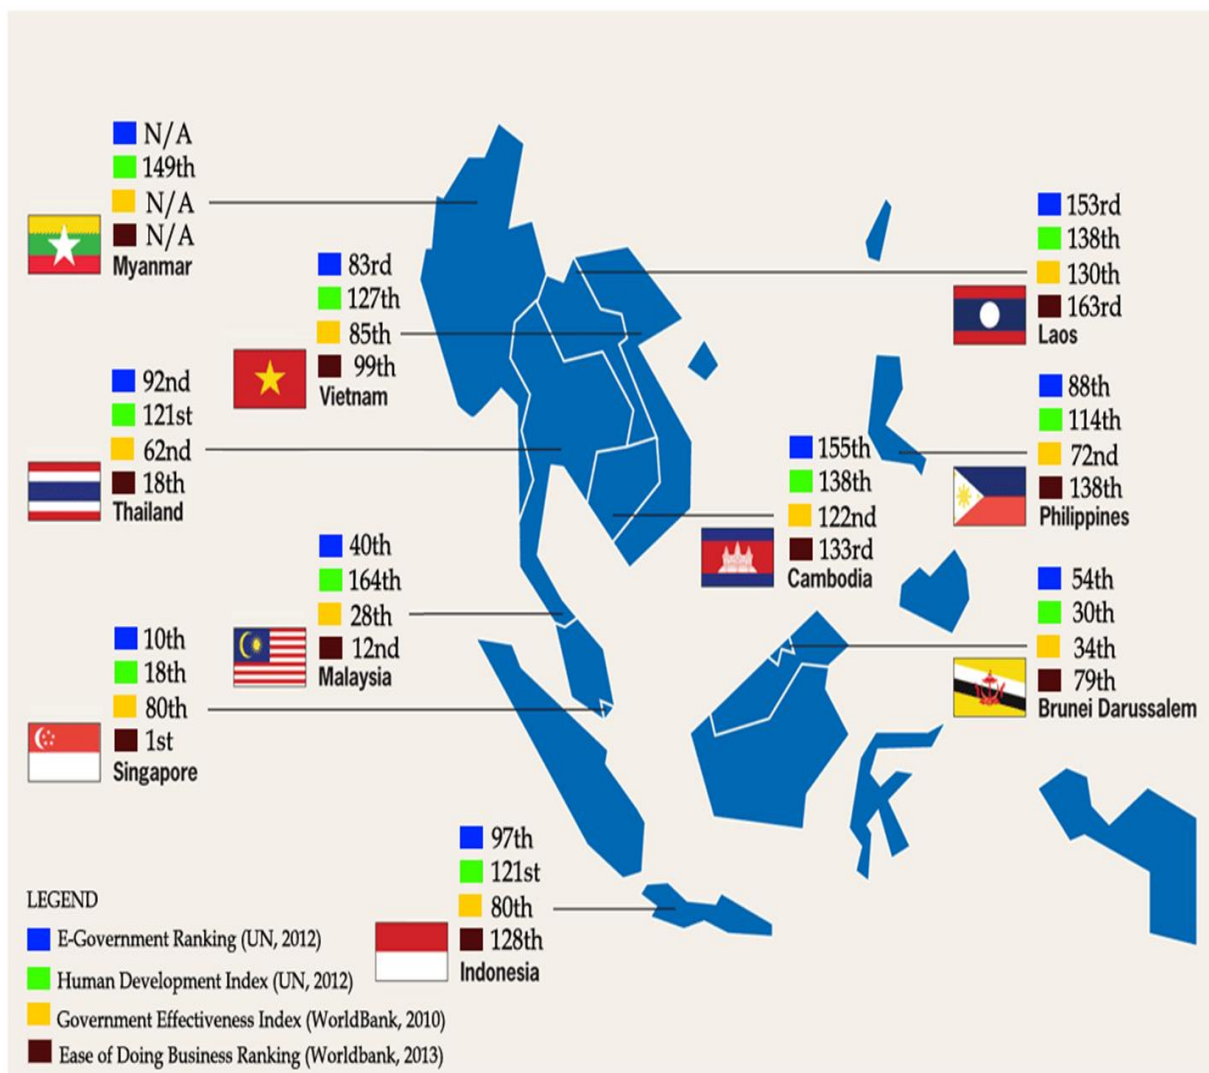 N/A
149th
N/A
N/A
Myanmar
83rd
127th
85th
99th
Vietnam
153rd
138th
130th
163rd
Laos
92nd
121st
62nd
18th
Thailand
88th
114th
72nd
138th
Philippines
155th
138th
122nd
133rd
Cambodia
40th
164th
28th
12nd
Malaysia
54th
30th
34th
79th
Brunei Darussalem
10th
18th
80th
1st
Singapore
97th
121st
80th
128th
Indonesia
LEGEND
E-Government Ranking (UN, 2012)
Human Development Index (UN, 2012)
Government Effectiveness Index (WorldBank, 2010)
Ease of Doing Business Ranking (Worldbank, 2013)